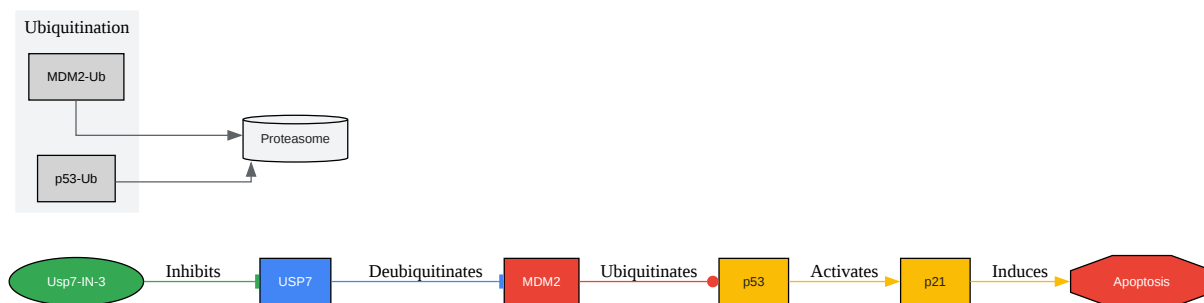 Ubiquitination
MDM2-Ub
Proteasome
p53-Ub
Usp7-IN-3
Inhibits
USP7
Deubiquitinates
MDM2
Ubiquitinates
p53
Activates
p21
Induces
Apoptosis